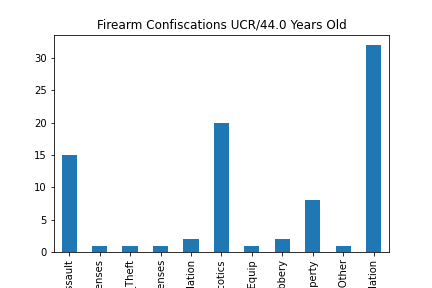 Firearm Confiscations UCR/44.0 Years Old
30
25
20
15
10
5
0
ssault
enses
Theft
enses
lation
cotics
Equip
bbery
perty
Other
lation